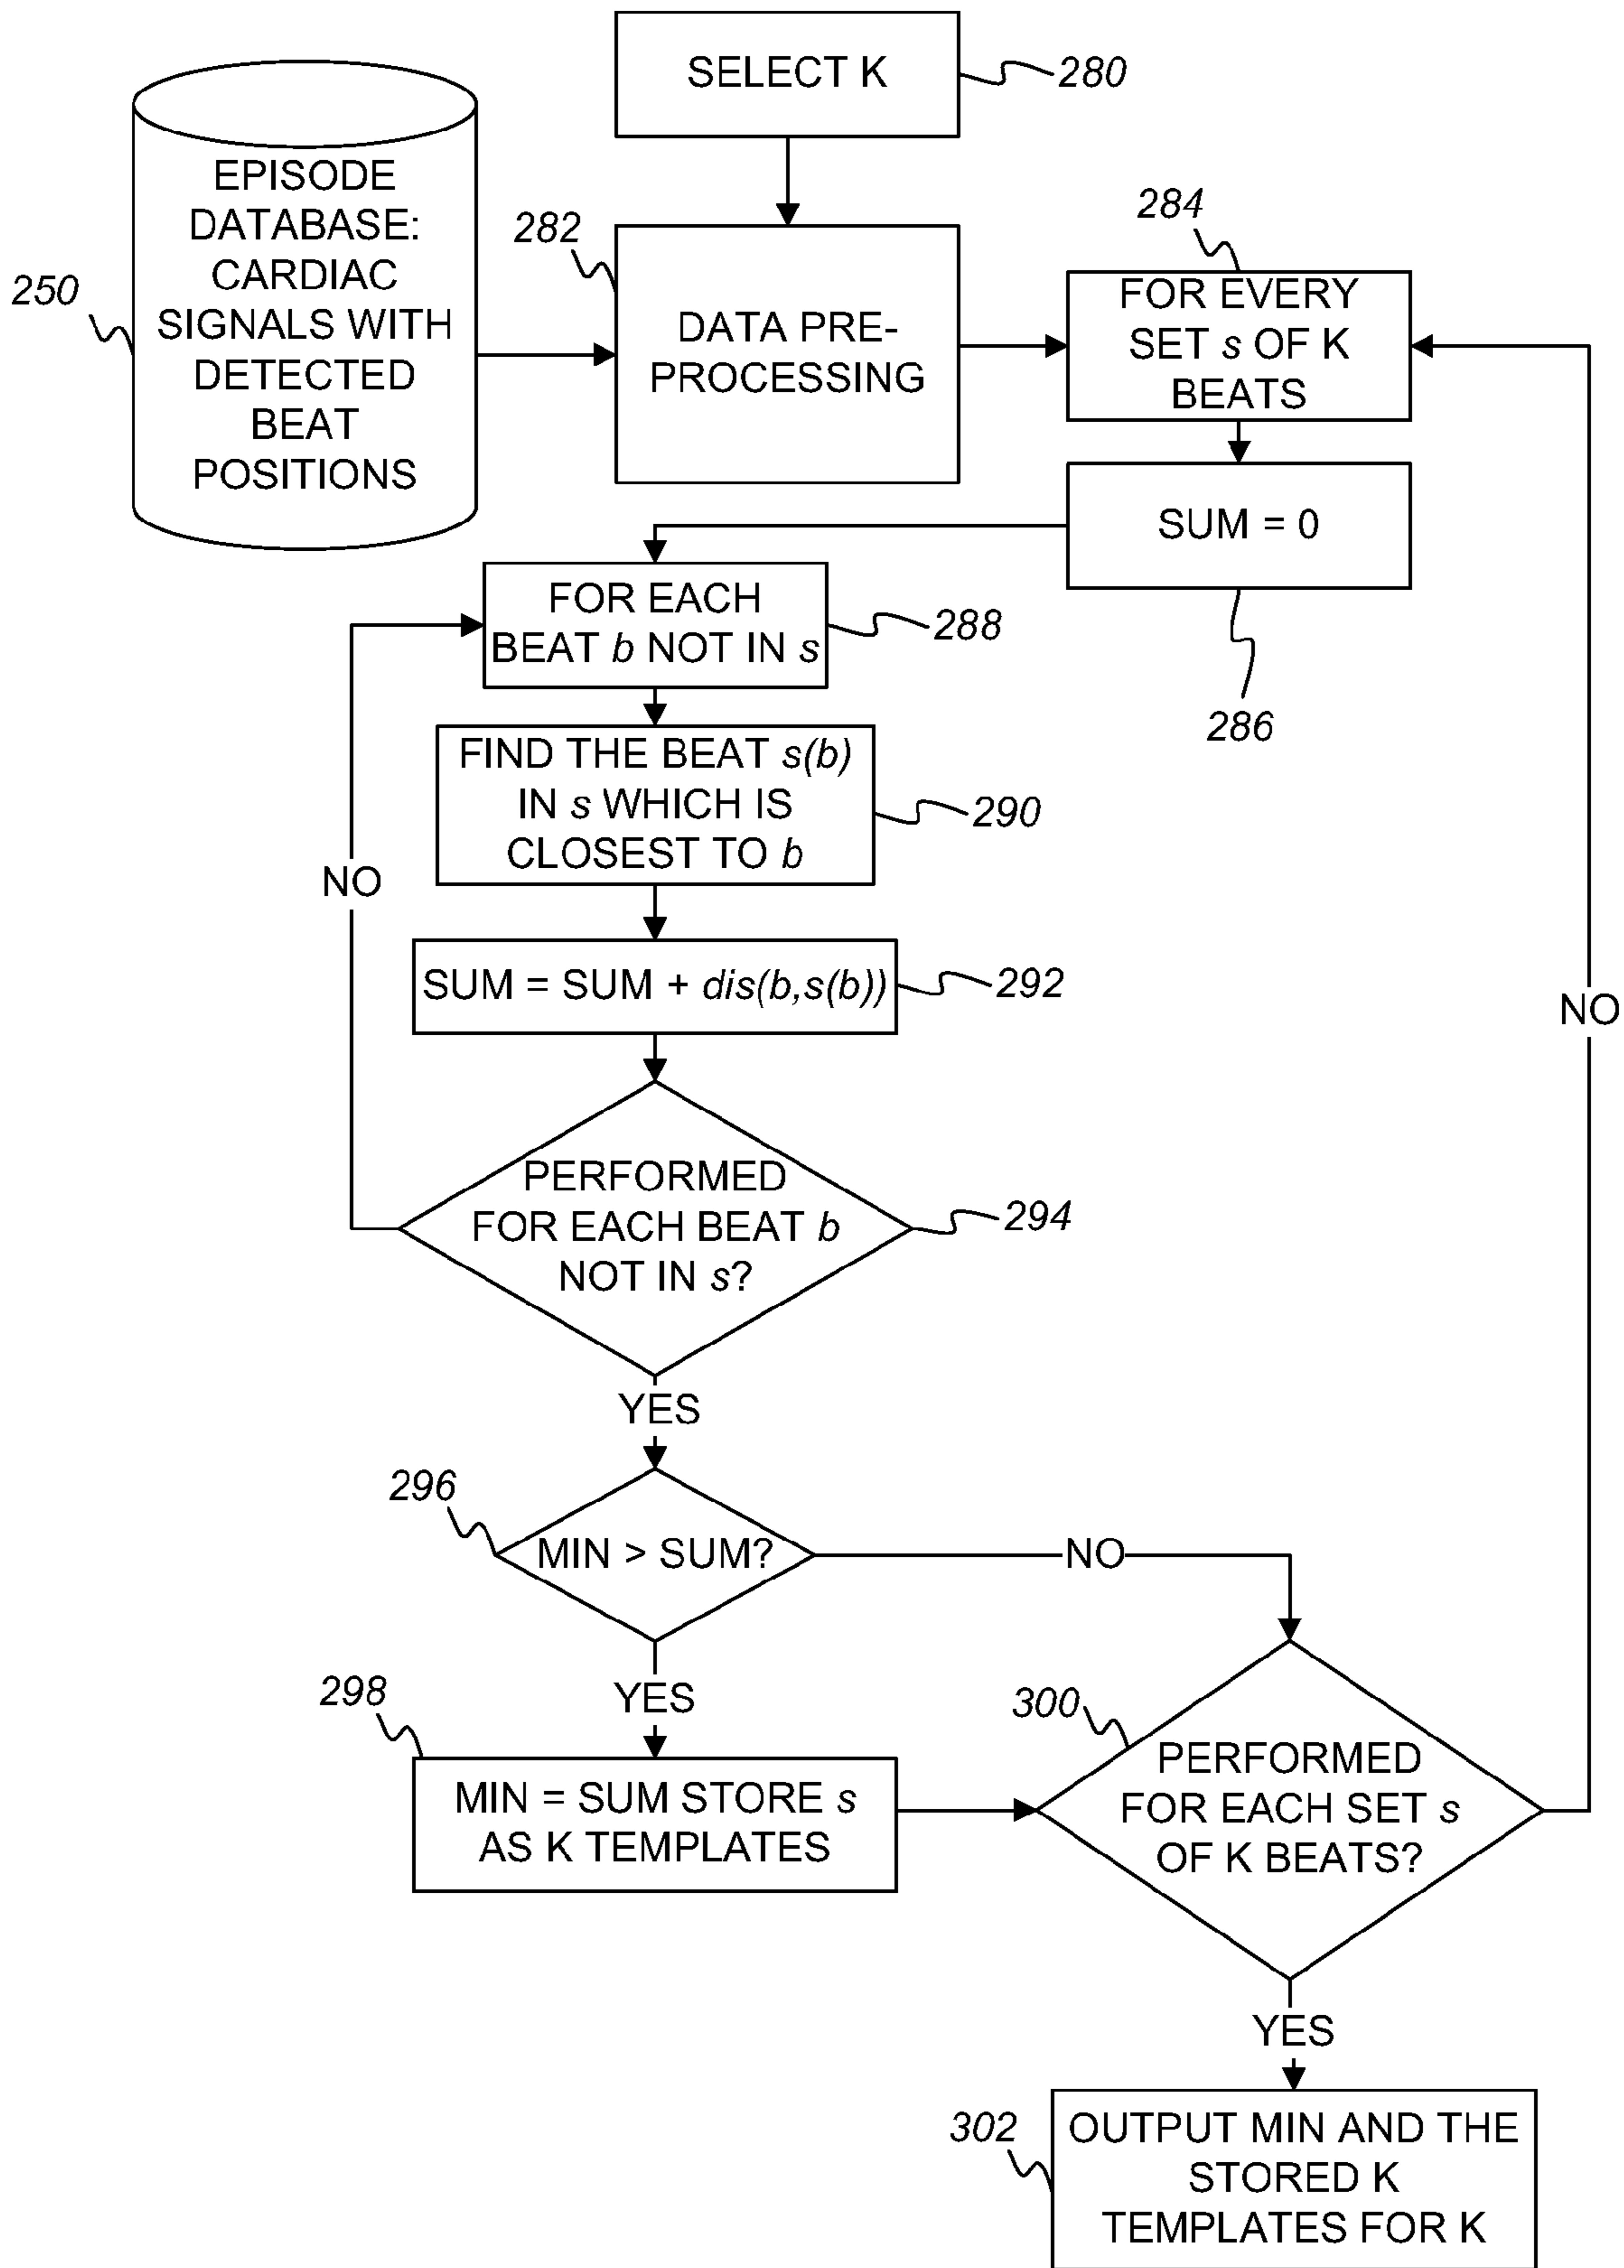 SELECT K
280
EPISODE
DATABASE:
CARDIAC
SIGNALS WITH
DETECTED
BEAT
POSITIONS
250
282
DATA PRE-
PROCESSING
284
FOR EVERY
SET s OF K
BEATS
SUM = 0
286
FOR EACH
BEAT b NOT IN s
288
FIND THE BEAT s(b)
IN s WHICH IS
CLOSEST TO b
290
NO
SUM = SUM + dis(b,s(b))
292
NO
PERFORMED
FOR EACH BEAT b
NOT IN s?
294
YES
296
MIN > SUM?
NO
YES
298
MIN = SUM STORE s
AS K TEMPLATES
300
PERFORMED
FOR EACH SET s
OF K BEATS?
YES
302
OUTPUT MIN AND THE
STORED K
TEMPLATES FOR K